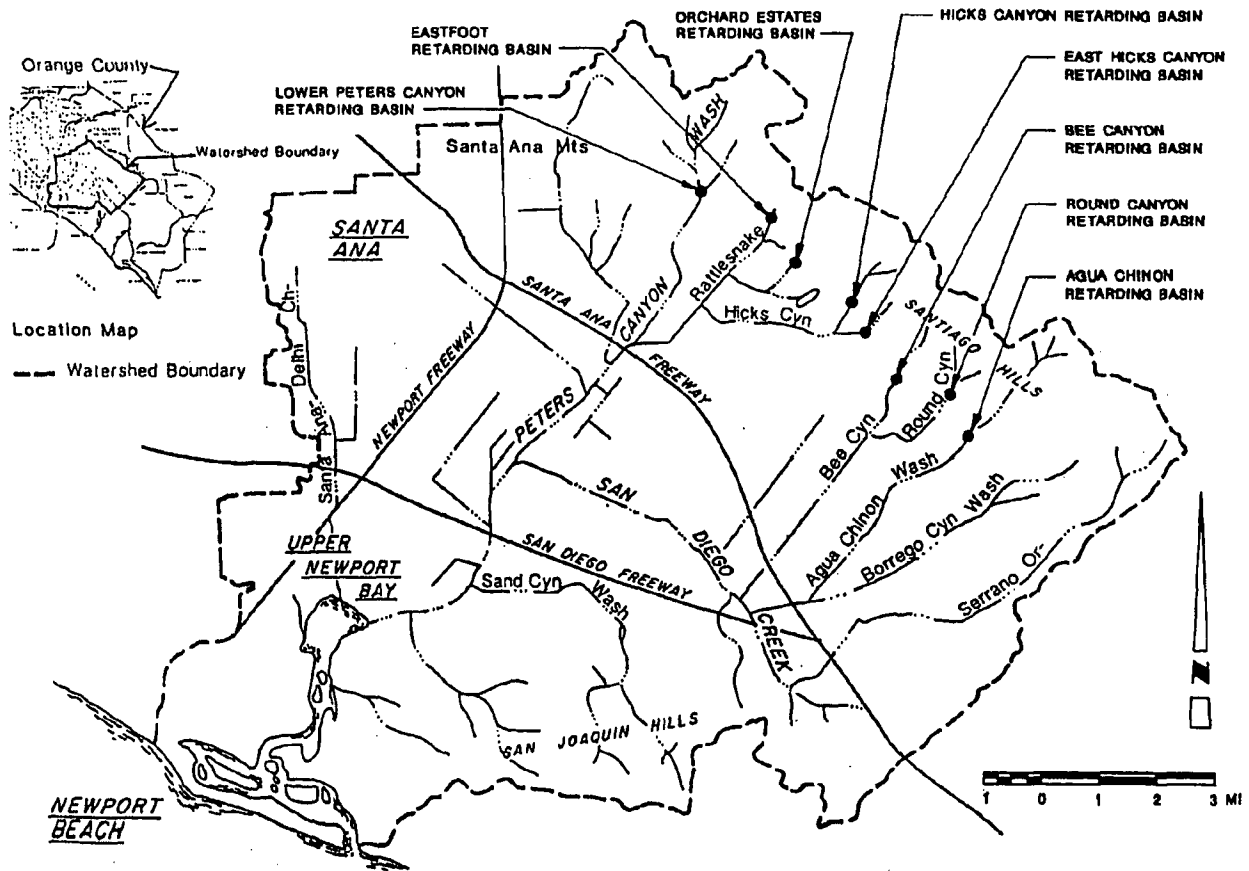 ORCHARD ESTATES
RETARDING BASIN
HICKS CANYON RETARDING BASIN
EASTFOOT
RETARDING BASIN
EAST HICKS CANYON
RETARDING BASIN
Orange County
LOWER PETERS CANYON
RETARDING BASIN
BEE CANYON
RETARDING BASIN
WASH
Santa Ana Mts
Watershed Boundary
ROUND CANYON
RETARDING BASIN
SANTA
ANA
Rattlesnake
AGUA CHINON
RETARDING BASIN
SANTA ANA
FREEWAY
CANYON
Hicks Cyn
SANTIAGO
HILLS
Location Map
Watershed Boundary
Santa Ana-
Delhi
Ch-
NEWPORT FREEWAY
PETERS
Round Cyn
Bee Cyn
SAN
DIEGO
CREEK
Agua Chinon
Wash
Borrego Cyn Wash
Serrano Cr-
UPPER
NEWPORT
BAY
SAN DIEGO FREEWAY
Sand Cyn
Wash
N
SAN JOAQUIN HILLS
NEWPORT
BEACH
1 0 1 2 3 MI